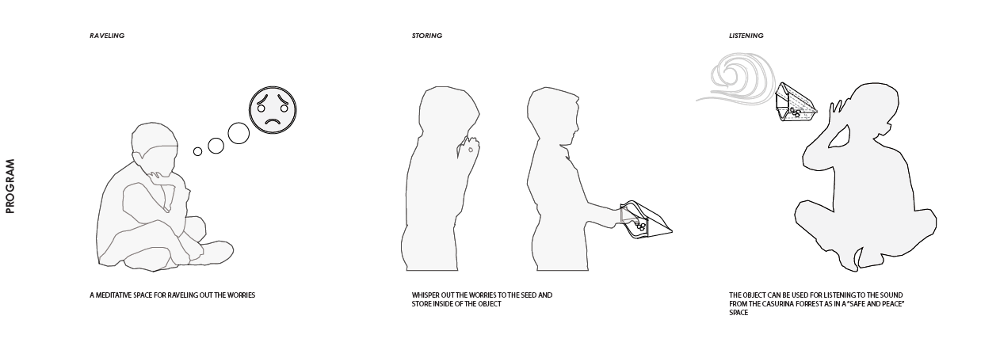 PROGRAM
RAVELING
STORING
LISTENING
A MEDITATIVE SPACE FOR RAVELING OUT THE WORRIES
WHISPER OUT THE WORRIES TO THE SEED AND
STORE INSIDE OF THE OBJECT
THE OBJECT CAN BE USED FOR LISTENING TO THE SOUND
FROM THE CASURINA FORREST AS IN A "SAFE AND PEACE"
SPACE